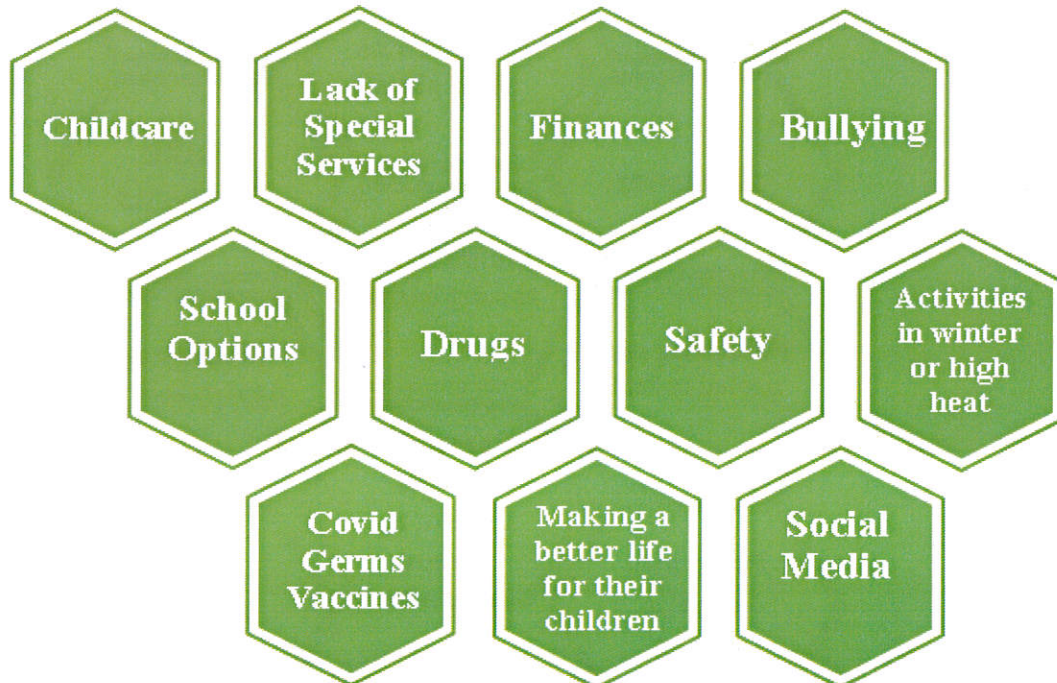 Childcare
Lack of
Special
Services
Finances
Bullying
School
Options
Drugs
Safety
Activities
in winter
or high
heat
Covid
Germs
Vaccines
Making a
better life
for their
children
Social
Media